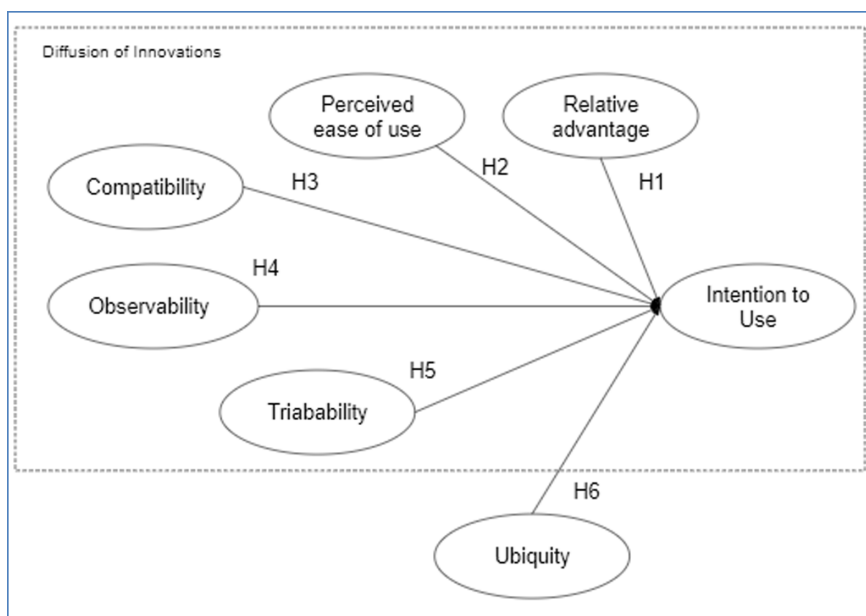 Diffusion of Innovations
Perceived
ease of use
Relative
advantage
Compatibility
H3
H2
H1
H4
Observability
Intention to
Use
H5
Triabability
H6
Ubiquity